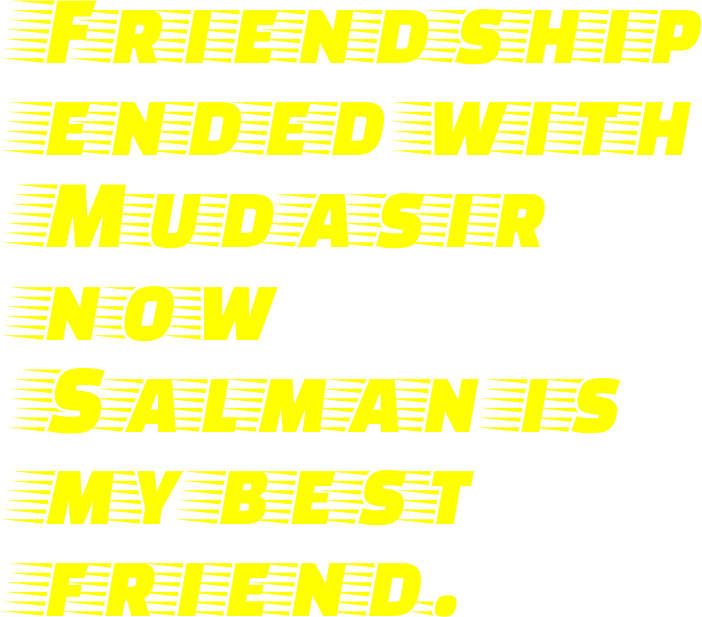 Friendship
ended with
Mudasir
now
Salman is
my best
friend.